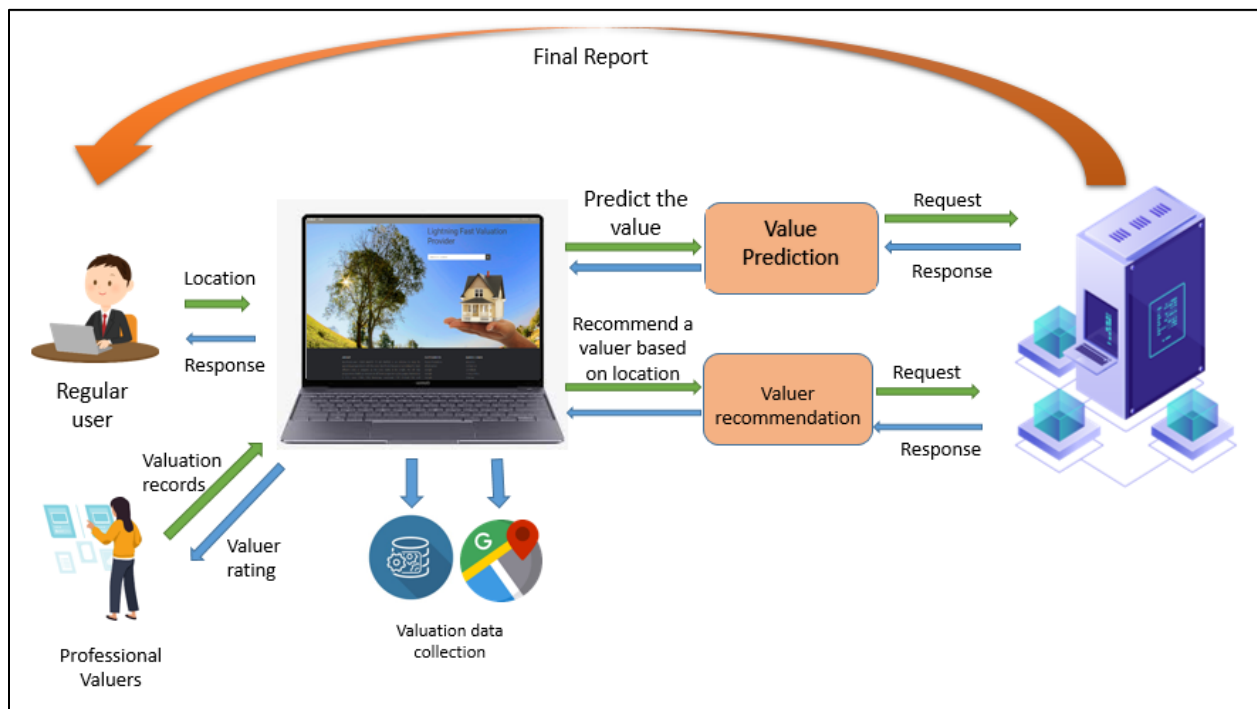 Final Report
Predict the
value
Value
Prediction
Request
Response
Lightning Fast Valuation
Provider
Location
Response
Regular
user
Recommend a
valuer based
on location
Valuer
recommendation
Request
Response
Valuation
records
Valuer
rating
G
Valuation data
collection
Professional
Valuers